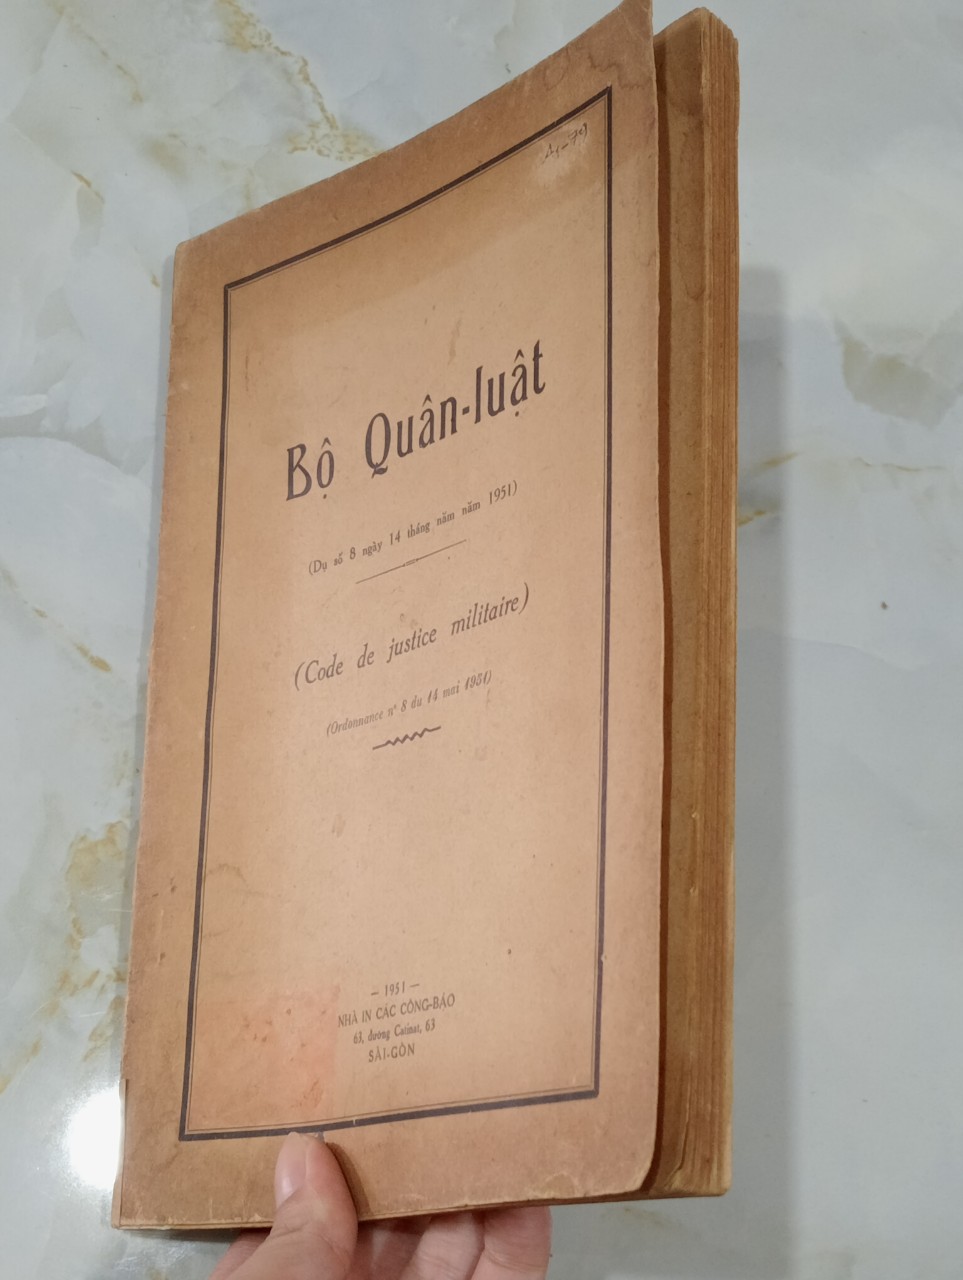 Bộ Quân-luật
(Dụ số 8 ngày 14 tháng năm năm 1951)
(Code de justice militaire)
(Ordonnance nº 8 du 14 mai 1951)
— 1951 —
NHÀ IN CÁC CÔNG-BÁO
63, đường Catinat, 63
SÀI-GÒN